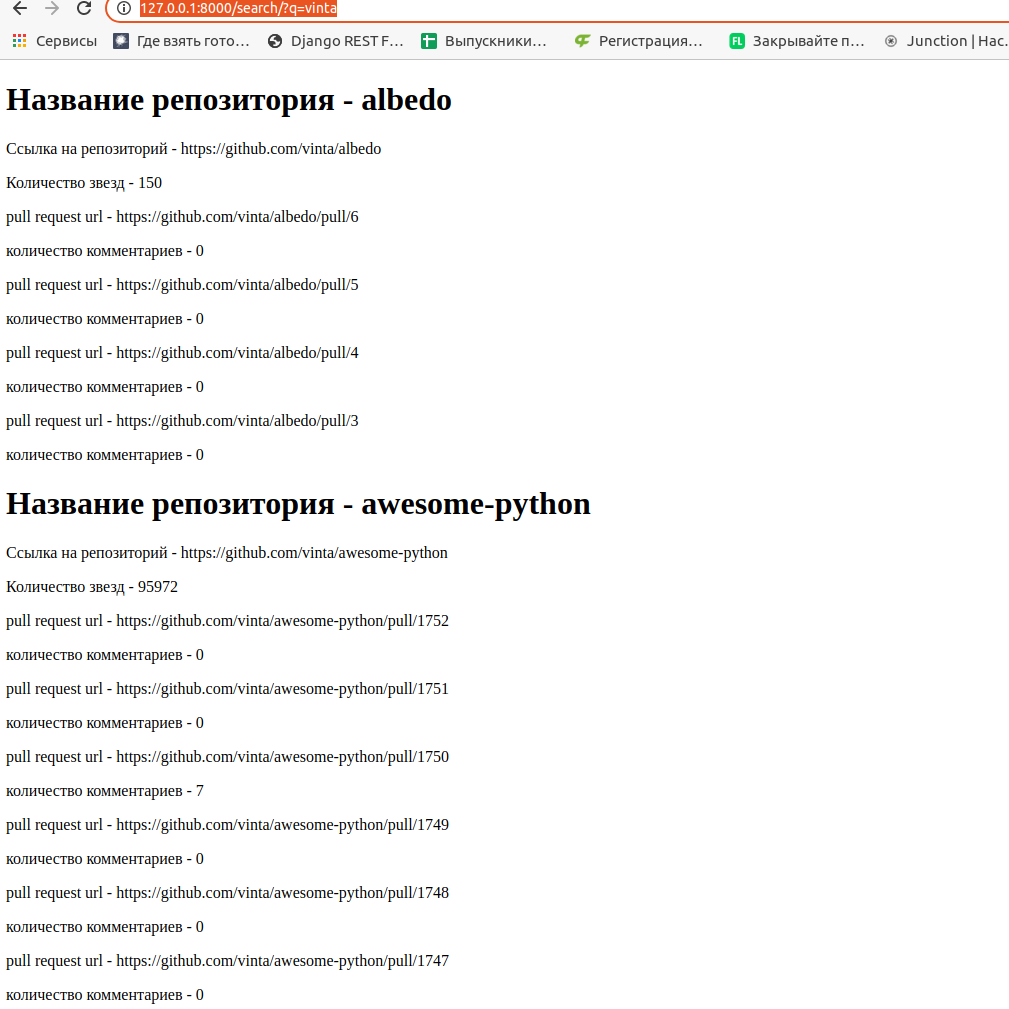 127.0.0.1:8000/search/?q=vinta
Сервисы Где взять гото... Django REST F... Выпускники... Регистрация... FL Закрывайте п... Junction | Нас...
Название репозитория - albedo
Ссылка на репозиторий - https://github.com/vinta/albedo
Количество звезд - 150
pull request url - https://github.com/vinta/albedo/pull/6
количество комментариев - 0
pull request url - https://github.com/vinta/albedo/pull/5
количество комментариев - 0
pull request url - https://github.com/vinta/albedo/pull/4
количество комментариев - 0
pull request url - https://github.com/vinta/albedo/pull/3
количество комментариев - 0
Название репозитория - awesome-python
Ссылка на репозиторий - https://github.com/vinta/awesome-python
Количество звезд - 95972
pull request url - https://github.com/vinta/awesome-python/pull/1752
количество комментариев - 0
pull request url - https://github.com/vinta/awesome-python/pull/1751
количество комментариев - 0
pull request url - https://github.com/vinta/awesome-python/pull/1750
количество комментариев - 7
pull request url - https://github.com/vinta/awesome-python/pull/1749
количество комментариев - 0
pull request url - https://github.com/vinta/awesome-python/pull/1748
количество комментариев - 0
pull request url - https://github.com/vinta/awesome-python/pull/1747
количество комментариев - 0